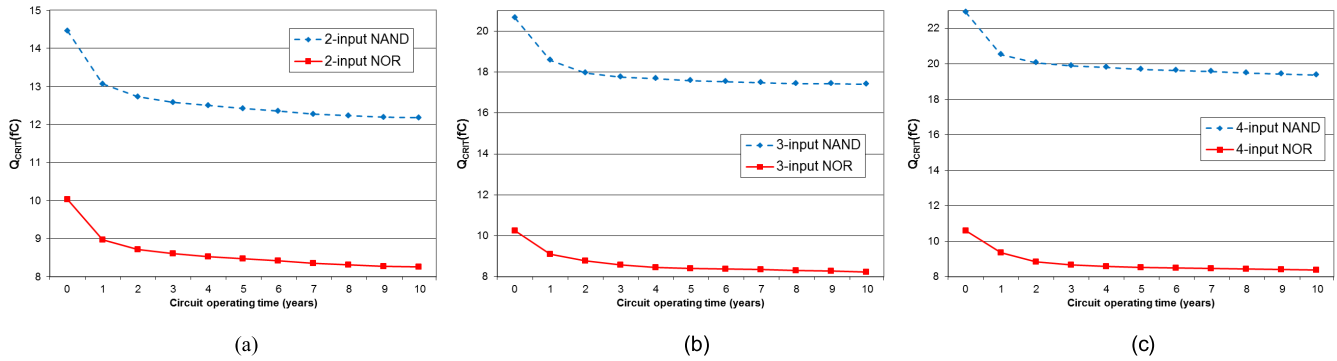 15
14
13
12
11
10
9
8
Q_CRIT(fC)
2-input NAND
2-input NOR
0 1 2 3 4 5 6 7 8 9 10
Circuit operating time (years)
(a)
20
18
16
14
12
10
8
Q_CRIT(fC)
3-input NAND
3-input NOR
0 1 2 3 4 5 6 7 8 9 10
Circuit operating time (years)
(b)
22
20
18
16
14
12
10
8
Q_CRIT(fC)
4-input NAND
4-input NOR
0 1 2 3 4 5 6 7 8 9 10
Circuit operating time (years)
(c)